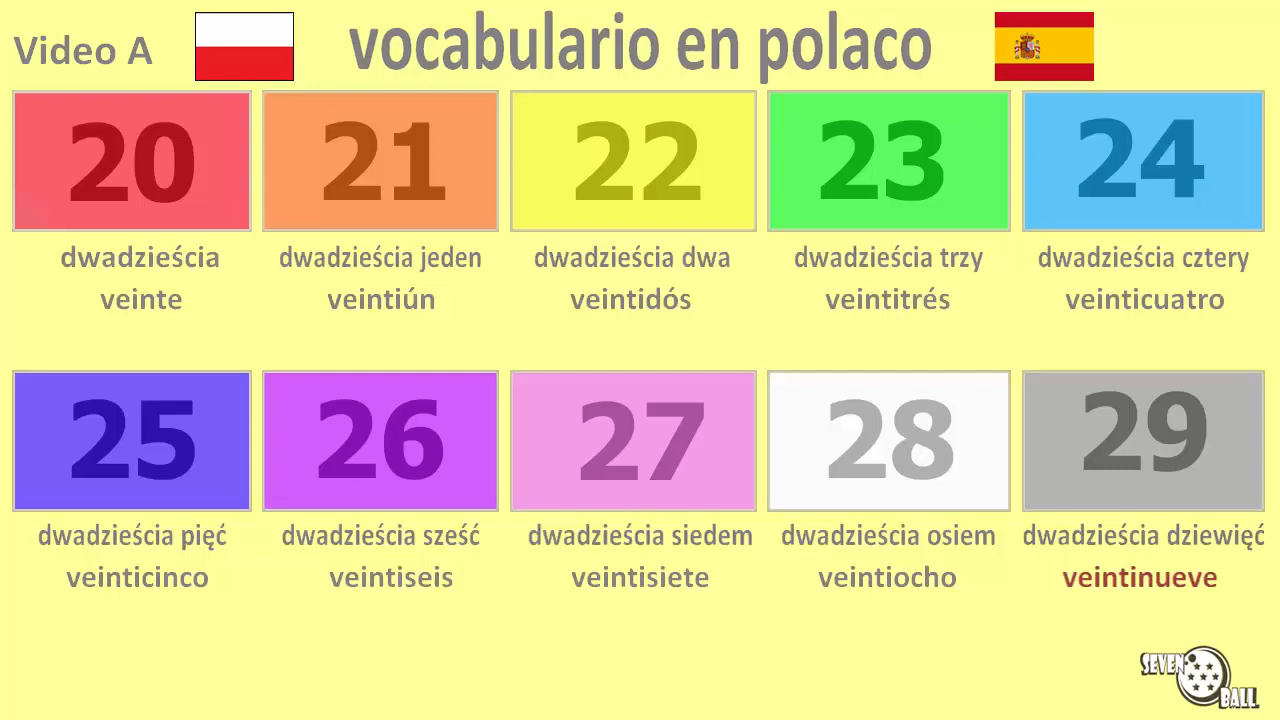 Video A
vocabulario en polaco
20 21 22 23 24
dwadzieścia dwadzieścia jeden dwadzieścia dwa dwadzieścia trzy dwadzieścia cztery
veinte veintiún veintidós veintitrés veinticuatro
25 26 27 28 29
dwadzieścia pięć dwadzieścia sześć dwadzieścia siedem dwadzieścia osiem dwadzieścia dziewięć
veinticinco veintiseis veintisiete veintiocho veintinueve
SEVEN
BALL